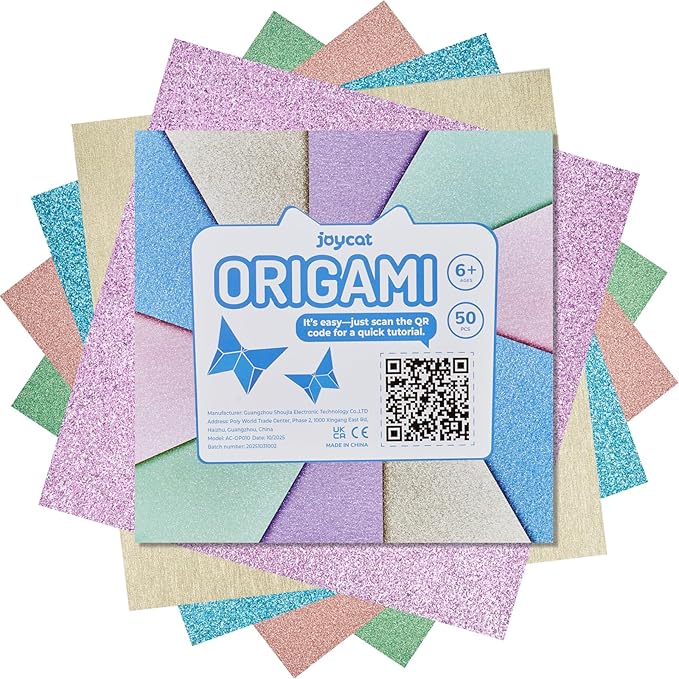 joycat
ORIGAMI
6+
AGES
It's easy—just scan the QR
code for a quick tutorial.
50
PCS
Manufacturer: Guangzhou Shoujia Electronic Technology Co.,LTD
Address: Poly World Trade Center, Phase 2, 1000 Xingang East Rd,
Haizhu, Guangzhou, China
Model: AC-OP010 Date: 10/2025
Batch number: 20251031002
UK
CA CE
MADE IN CHINA